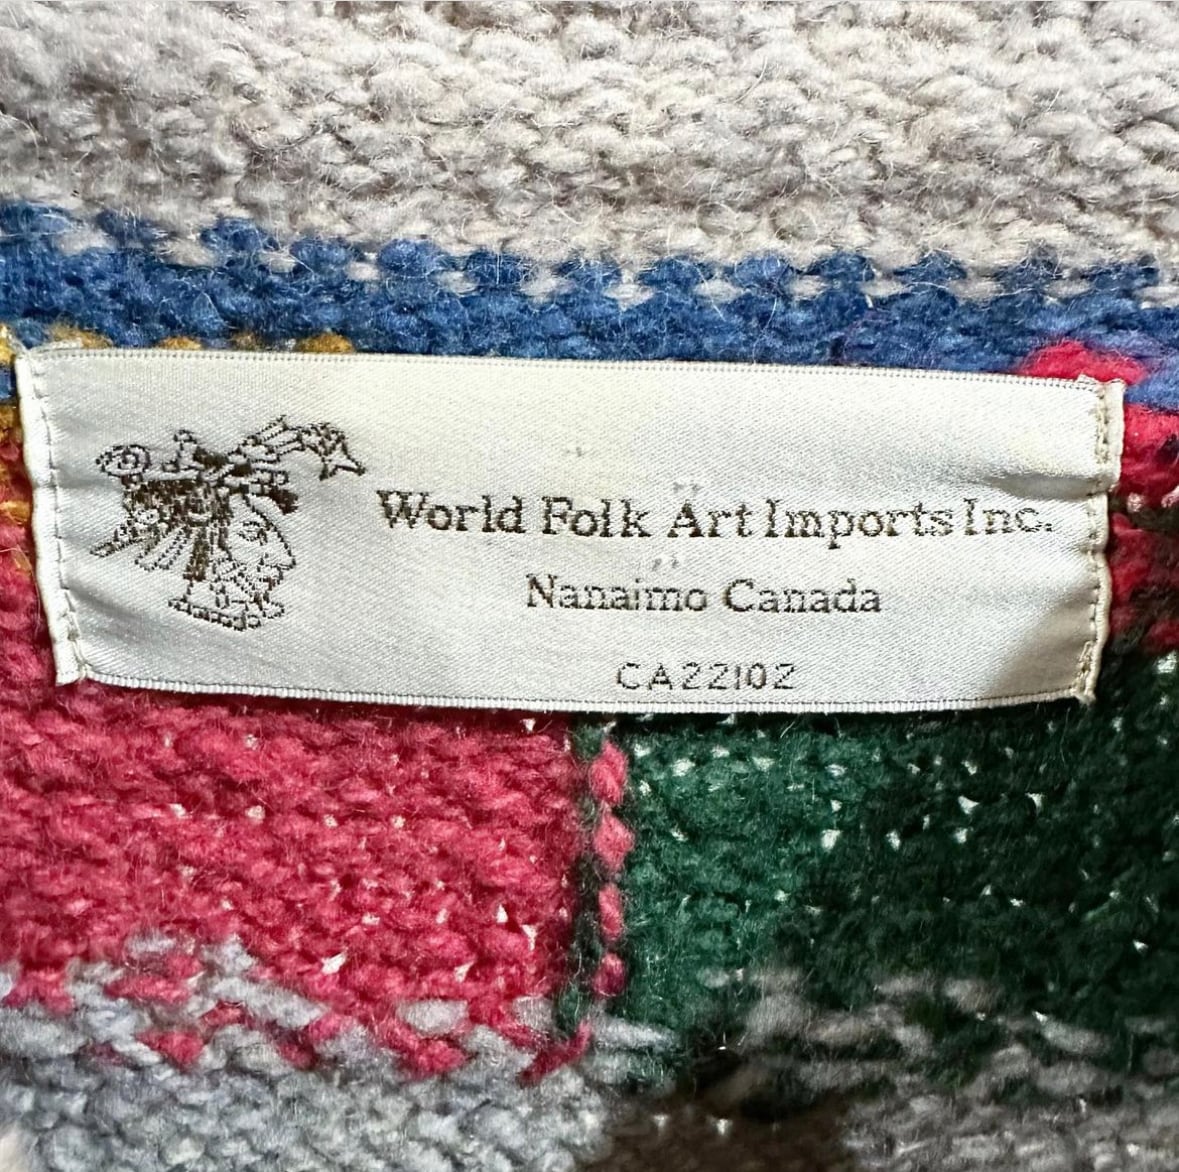 World Folk Art Imports Inc.
Nanaimo Canada
CA22102